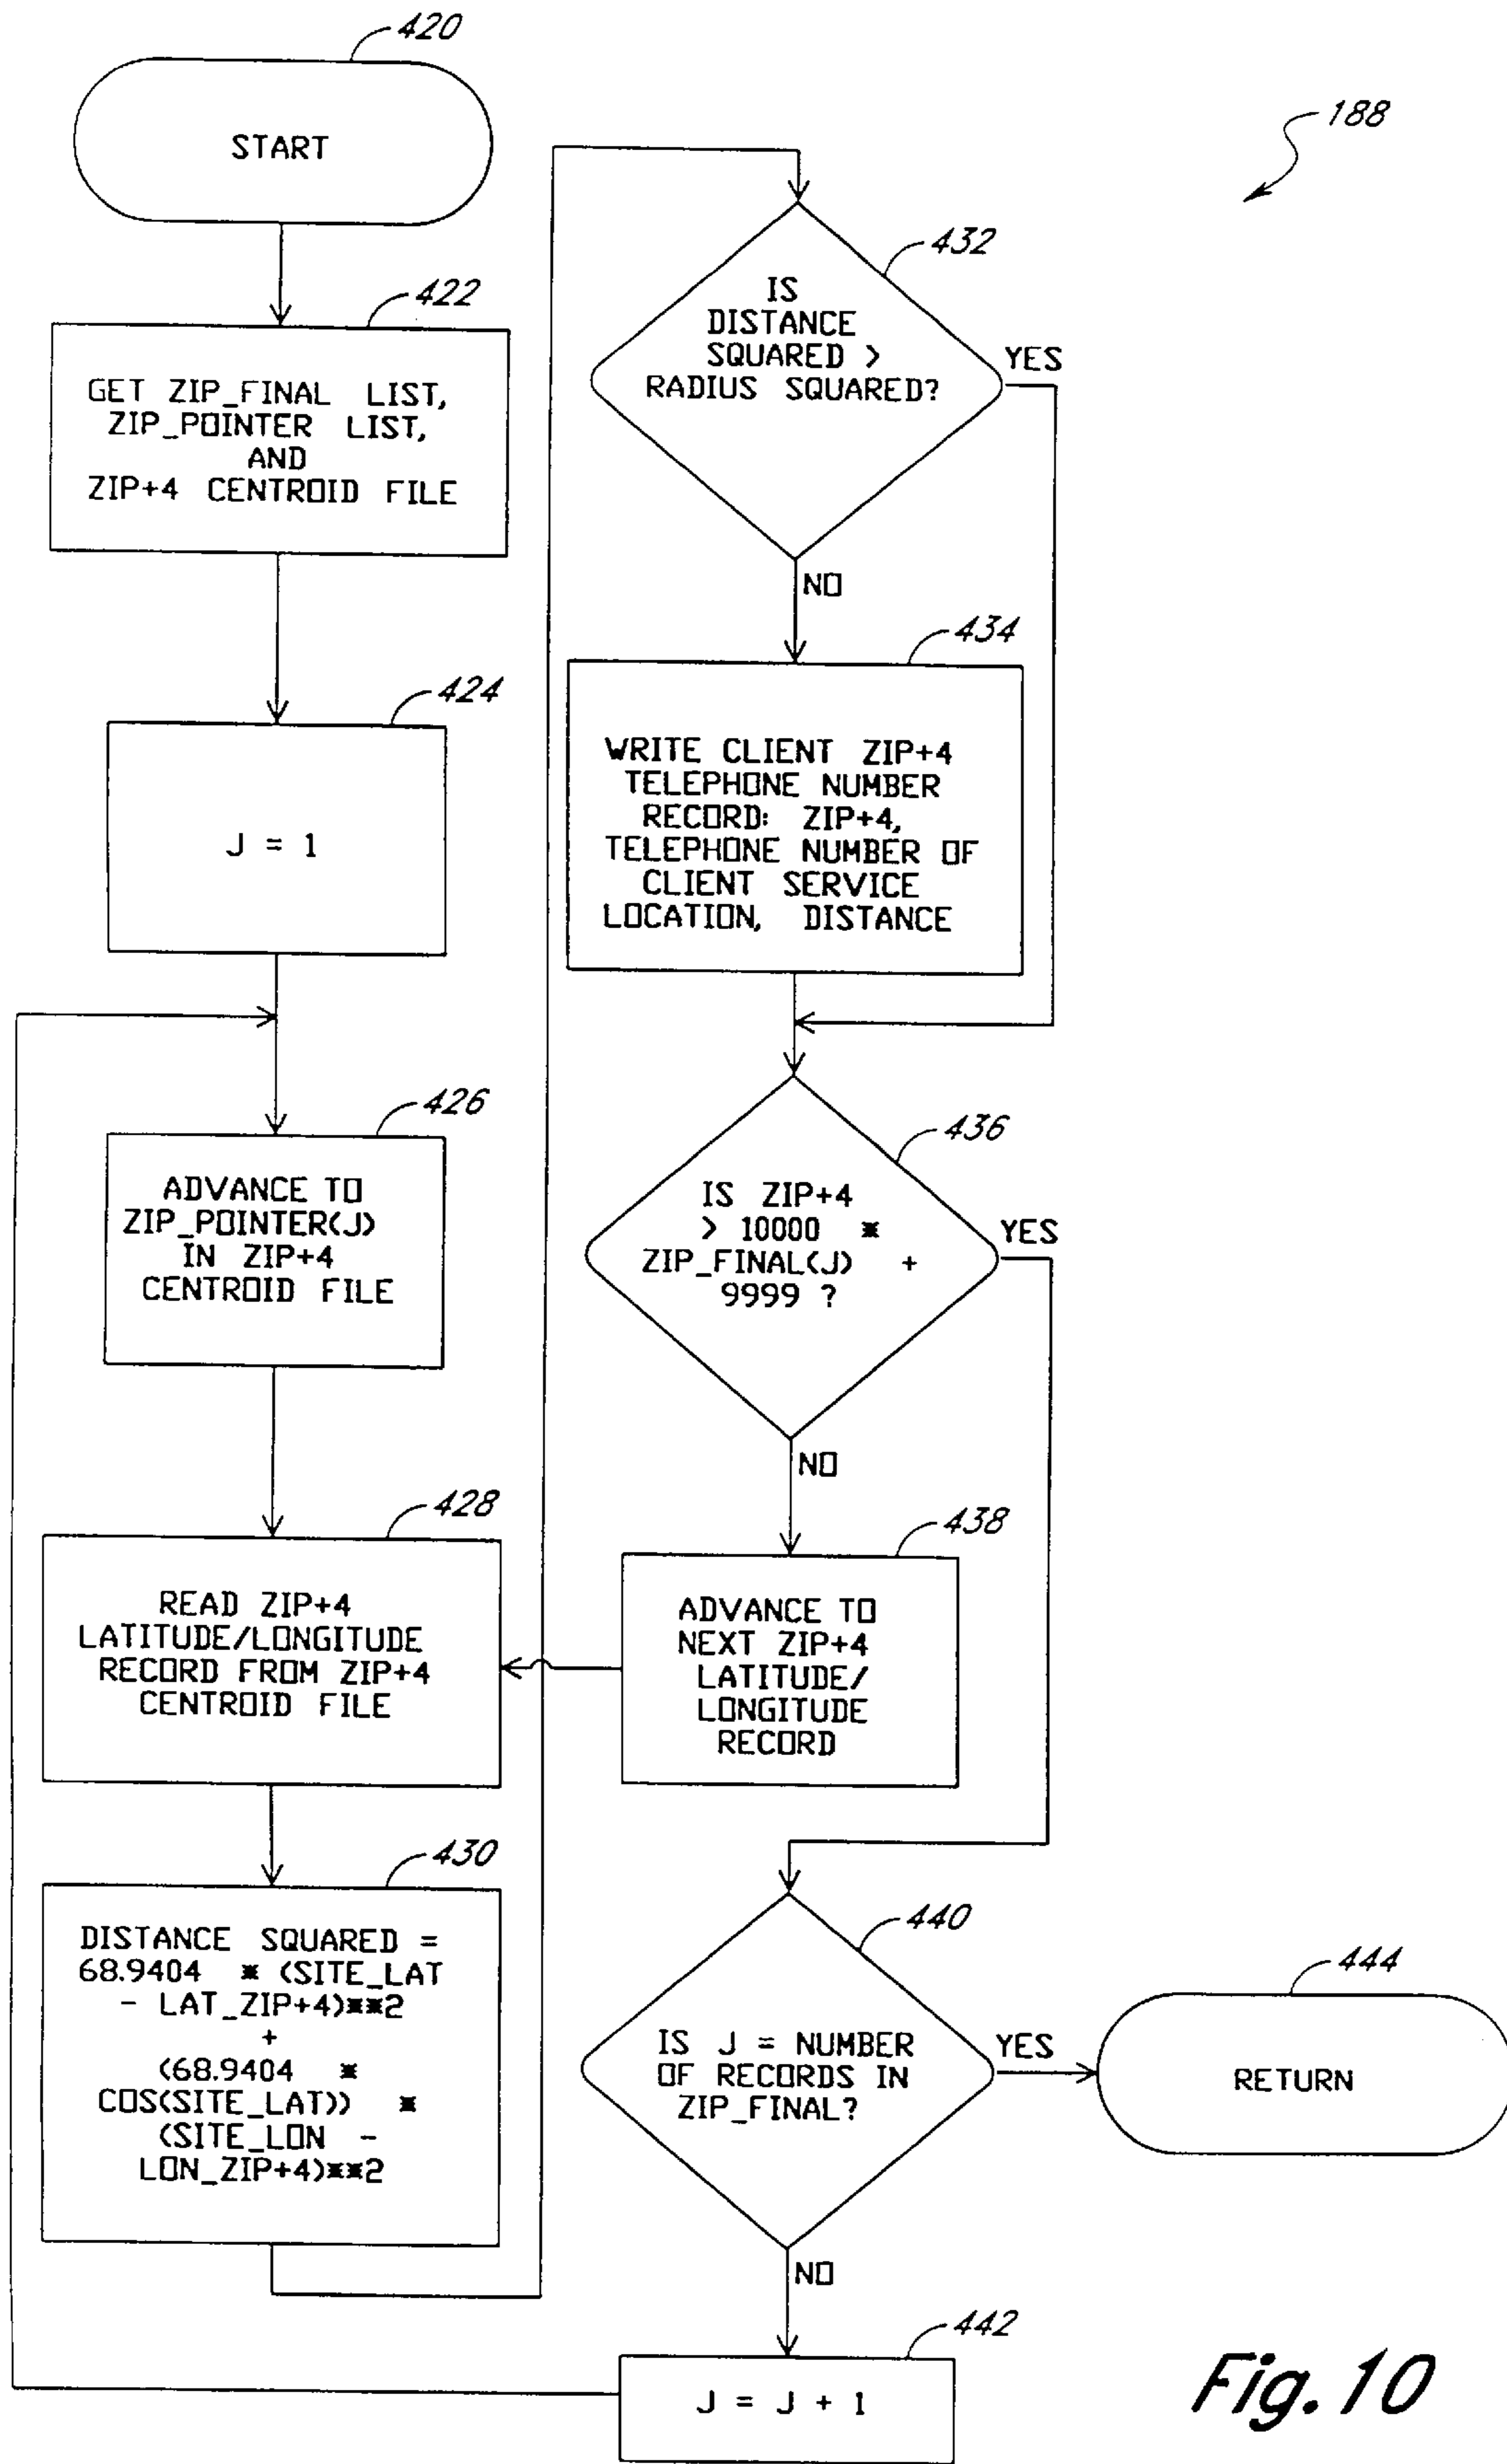 420
START
422
GET ZIP_FINAL LIST,
ZIP_POINTER LIST,
AND
ZIP+4 CENTROID FILE
424
J = 1
426
ADVANCE TO
ZIP_POINTER(J)
IN ZIP+4
CENTROID FILE
428
READ ZIP+4
LATITUDE/LONGITUDE
RECORD FROM ZIP+4
CENTROID FILE
430
DISTANCE SQUARED =
68.9404 * (SITE_LAT
- LAT_ZIP+4)**2
+
(68.9404 *
COS(SITE_LAT)) *
(SITE_LON -
LON_ZIP+4)**2
188
432
IS
DISTANCE
SQUARED >
RADIUS SQUARED?
YES
NO
434
WRITE CLIENT ZIP+4
TELEPHONE NUMBER
RECORD: ZIP+4,
TELEPHONE NUMBER OF
CLIENT SERVICE
LOCATION, DISTANCE
436
IS ZIP+4
> 10000 *
ZIP_FINAL(J) +
9999 ?
YES
NO
438
ADVANCE TO
NEXT ZIP+4
LATITUDE/
LONGITUDE
RECORD
440
IS J = NUMBER
OF RECORDS IN
ZIP_FINAL?
YES
NO
444
RETURN
442
J = J + 1
Fig. 10